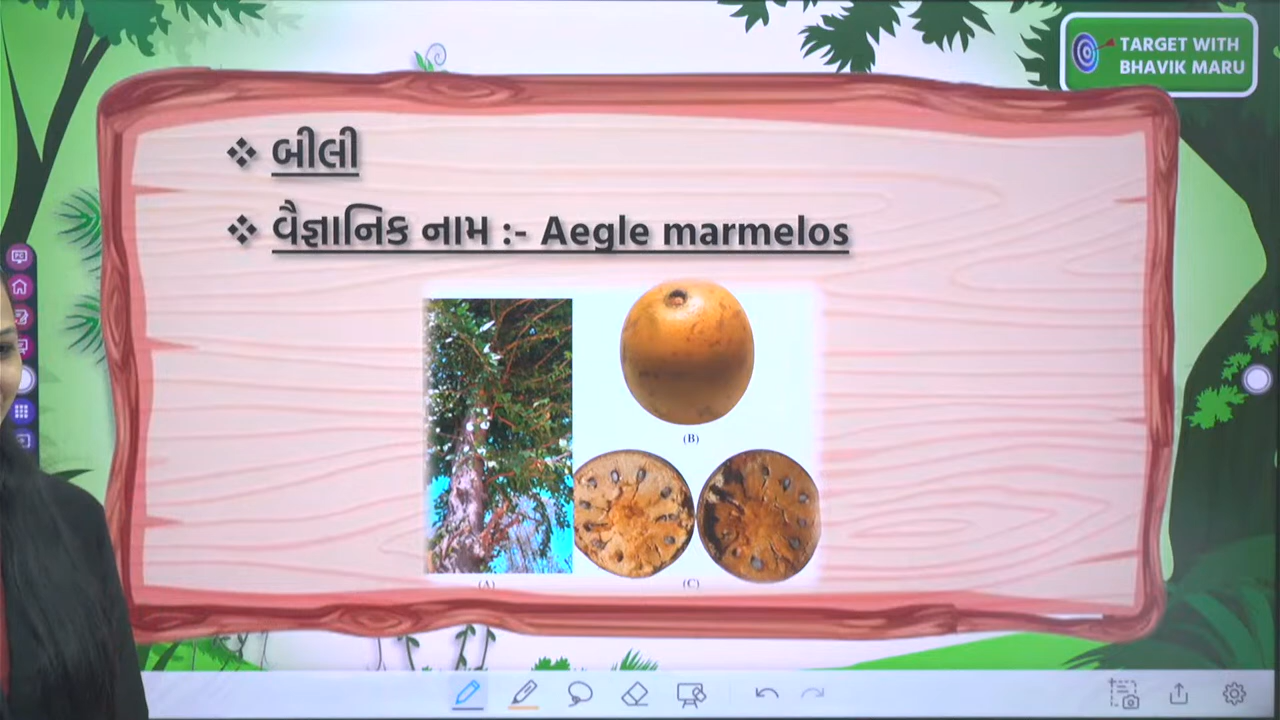 TARGET WITH
BHAVIK MARU
❖ બીલી
❖ વૈજ્ઞાનિક નામ :- Aegle marmelos
(B)
(A)
(C)